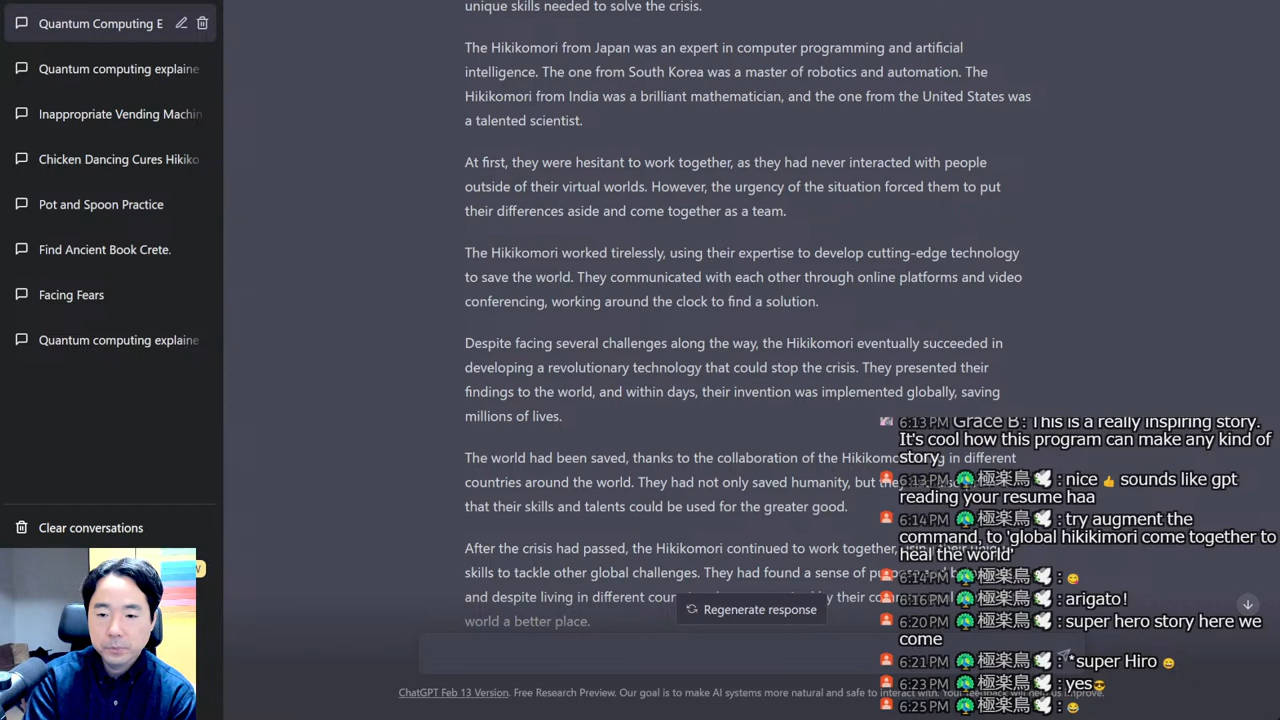 Quantum Computing E
Quantum computing explaine
Inappropriate Vending Machin
Chicken Dancing Cures Hikiko
Pot and Spoon Practice
Find Ancient Book Crete.
Facing Fears
Quantum computing explaine
Clear conversations
unique skills needed to solve the crisis.
The Hikikomori from Japan was an expert in computer programming and artificial
intelligence. The one from South Korea was a master of robotics and automation. The
Hikikomori from India was a brilliant mathematician, and the one from the United States was
a talented scientist.
At first, they were hesitant to work together, as they had never interacted with people
outside of their virtual worlds. However, the urgency of the situation forced them to put
their differences aside and come together as a team.
The Hikikomori worked tirelessly, using their expertise to develop cutting-edge technology
to save the world. They communicated with each other through online platforms and video
conferencing, working around the clock to find a solution.
Despite facing several challenges along the way, the Hikikomori eventually succeeded in
developing a revolutionary technology that could stop the crisis. They presented their
findings to the world, and within days, their invention was implemented globally, saving
millions of lives.
The world had been saved, thanks to the collaboration of the Hikikomo in different
countries around the world. They had not only saved humanity, but
that their skills and talents could be used for the greater good.
After the crisis had passed, the Hikikomori continued to work together,
skills to tackle other global challenges. They had found a sense of
and despite living in different by their
world a better place.
Regenerate response
ChatGPT Feb 13 Version. Free Research Preview. Our goal is to make AI systems more natural and safe to interact with. Your feedback will help us improve.
6:13 PM Grace B: This is a really inspiring story.
It's cool how this program can make any kind of
story.
6:13 PM 極楽鳥: nice 👍 sounds like gpt
reading your resume haa
6:14 PM 極楽鳥: try augment the
command, to 'global hikikimori come together to
heal the world'
6:14 PM 極楽鳥: 😋
6:16 PM 極楽鳥: arigato!
6:20 PM 極楽鳥: super hero story here we
come
6:21 PM 極楽鳥: *super Hiro 😄
6:23 PM 極楽鳥: yes😎
6:25 PM 極楽鳥: 😂